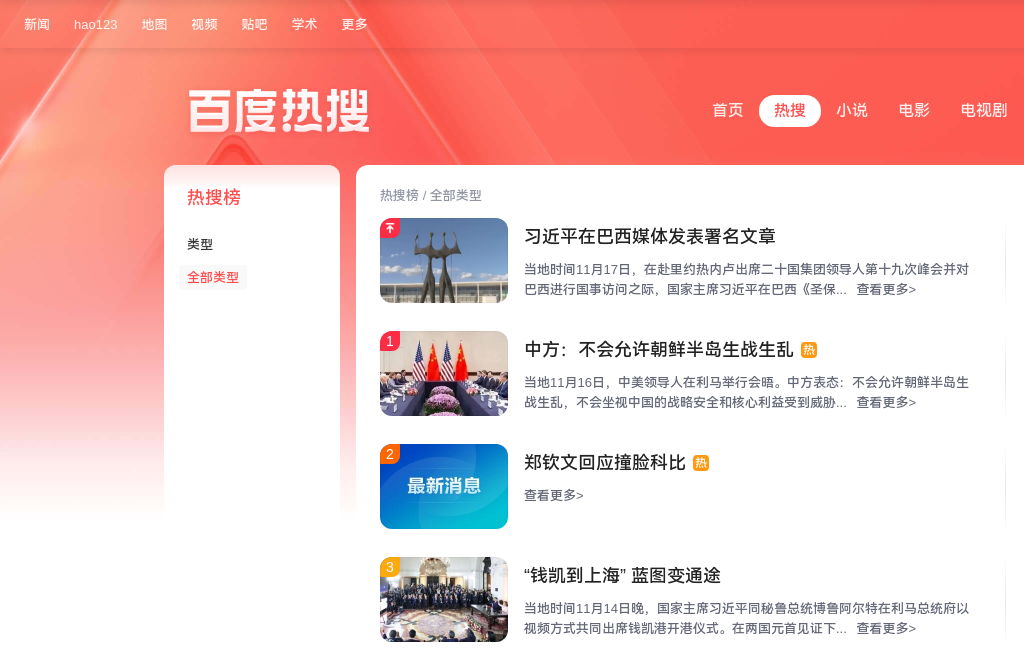 新闻 hao123 地图 视频 贴吧 学术 更多
百度热搜
首页 热搜 小说 电影 电视剧
热搜榜
类型
全部类型
热搜榜 / 全部类型
习近平在巴西媒体发表署名文章
当地时间11月17日，在赴里约热内卢出席二十国集团领导人第十九次峰会并对
巴西进行国事访问之际，国家主席习近平在巴西《圣保... 查看更多>
1
中方：不会允许朝鲜半岛生战生乱 热
当地11月16日，中美领导人在利马举行会晤。中方表态：不会允许朝鲜半岛生
战生乱，不会坐视中国的战略安全和核心利益受到威胁... 查看更多>
2
最新消息
郑钦文回应撞脸科比 热
查看更多>
3
“钱凯到上海” 蓝图变通途
当地时间11月14日晚，国家主席习近平同秘鲁总统博鲁阿尔特在利马总统府以
视频方式共同出席钱凯港开港仪式。在两国元首见证下... 查看更多>